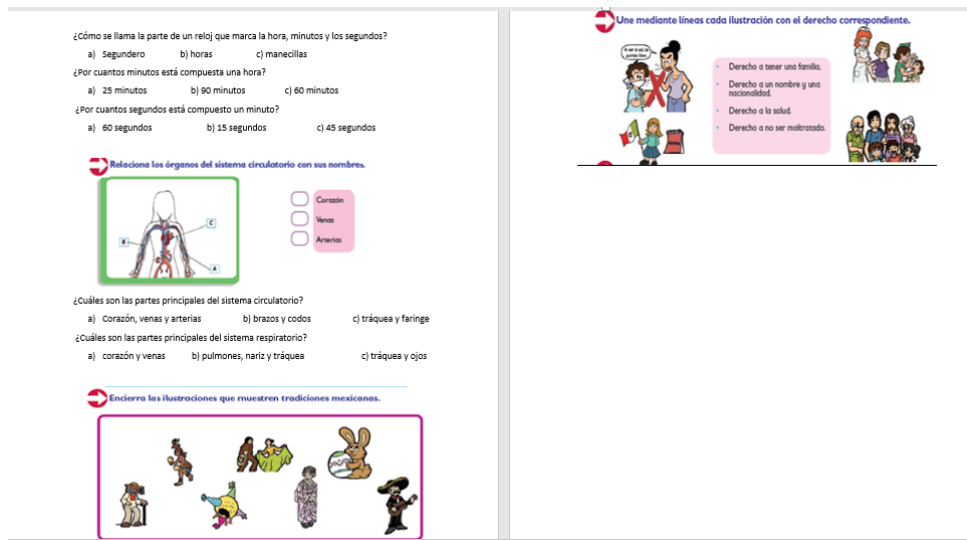 ¿Cómo se llama la parte de un reloj que marca la hora, minutos y los segundos?
a) Segundero b) horas c) manecillas
¿Por cuantos minutos está compuesta una hora?
a) 25 minutos b) 90 minutos c) 60 minutos
¿Por cuantos segundos está compuesto un minuto?
a) 60 segundos b) 15 segundos c) 45 segundos
Relaciona los órganos del sistema circulatorio con sus nombres.
C
B
A
Corazón
Venas
Arterias
¿Cuáles son las partes principales del sistema circulatorio?
a) Corazón, venas y arterias b) brazos y codos c) tráquea y faringe
¿Cuáles son las partes principales del sistema respiratorio?
a) corazón y venas b) pulmones, nariz y tráquea c) tráquea y ojos
Encierra las ilustraciones que muestren tradiciones mexicanas.
Une mediante líneas cada ilustración con el derecho correspondiente.
• Derecho a tener una familia.
• Derecho a un nombre y una
nacionalidad.
• Derecho a la salud.
• Derecho a no ser maltratado.